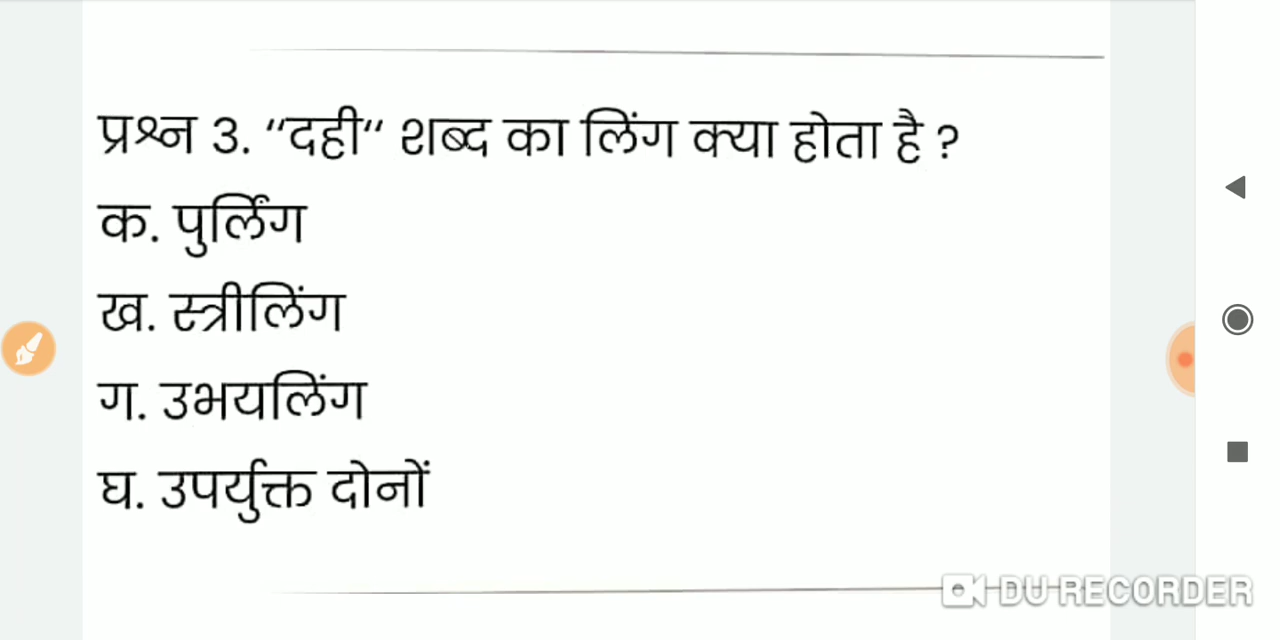 प्रश्न 3. "दही" शब्द का लिंग क्या होता है ?
क. पुर्लिंग
ख. स्त्रीलिंग
ग. उभयलिंग
घ. उपर्युक्त दोनों
DU RECORDER